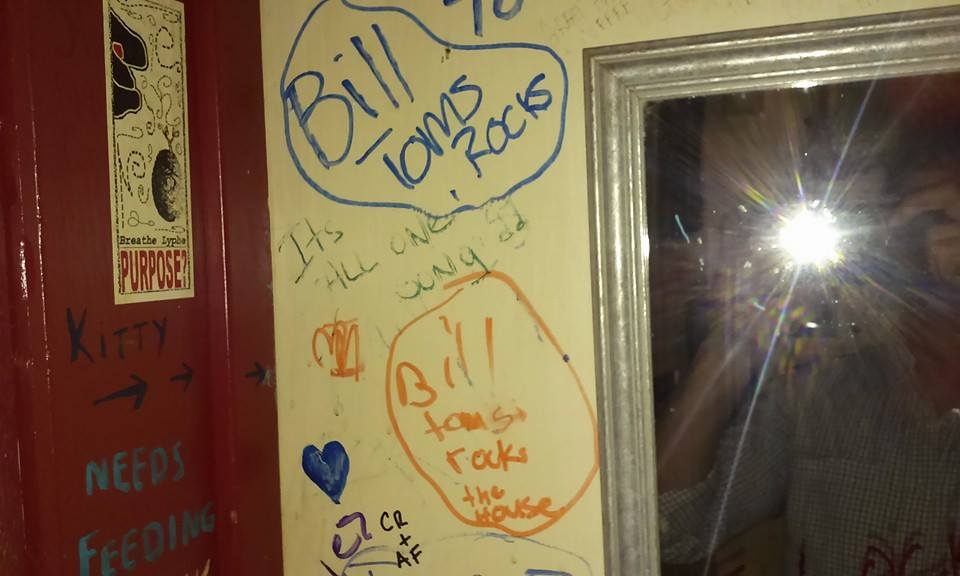 To
Bill
Toms
ROCKS
Its
ALL ONE
SONG
Bill
toms
rocks
the
House
CR
+
AF
Breathe Lyphe
PURPOSE?
KITTY
NEEDS
FEEDING